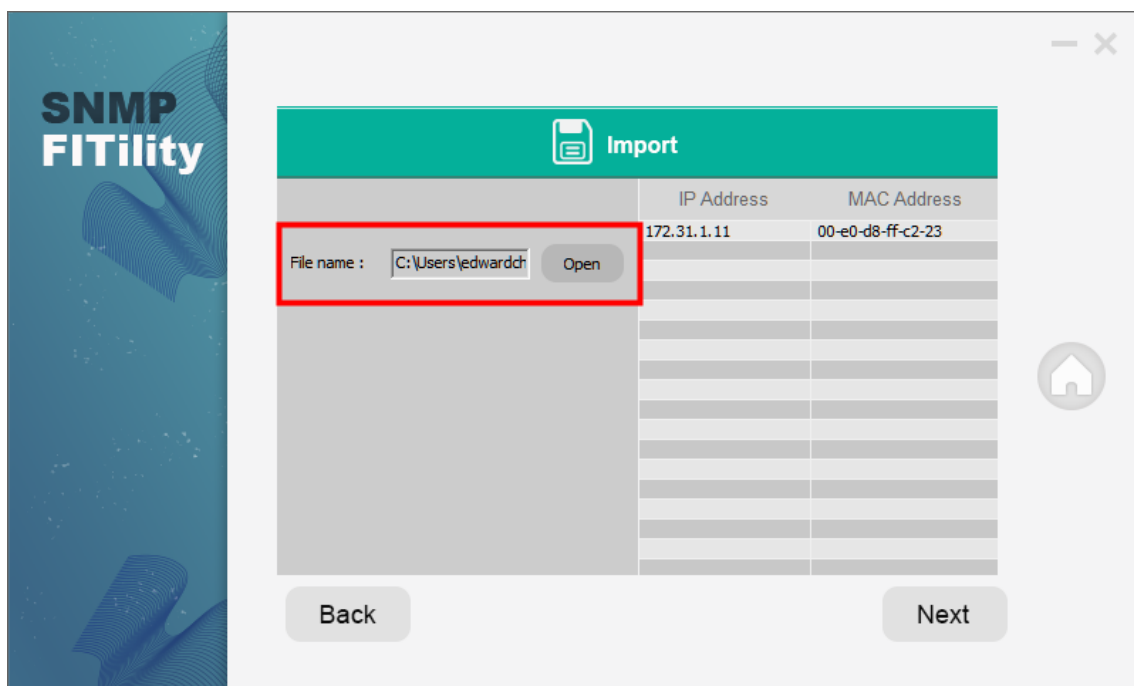 SNMP
FITility
Import
IP Address MAC Address
172.31.1.11 00-e0-d8-ff-c2-23
File name : C:\Users\edwardch Open
Back Next